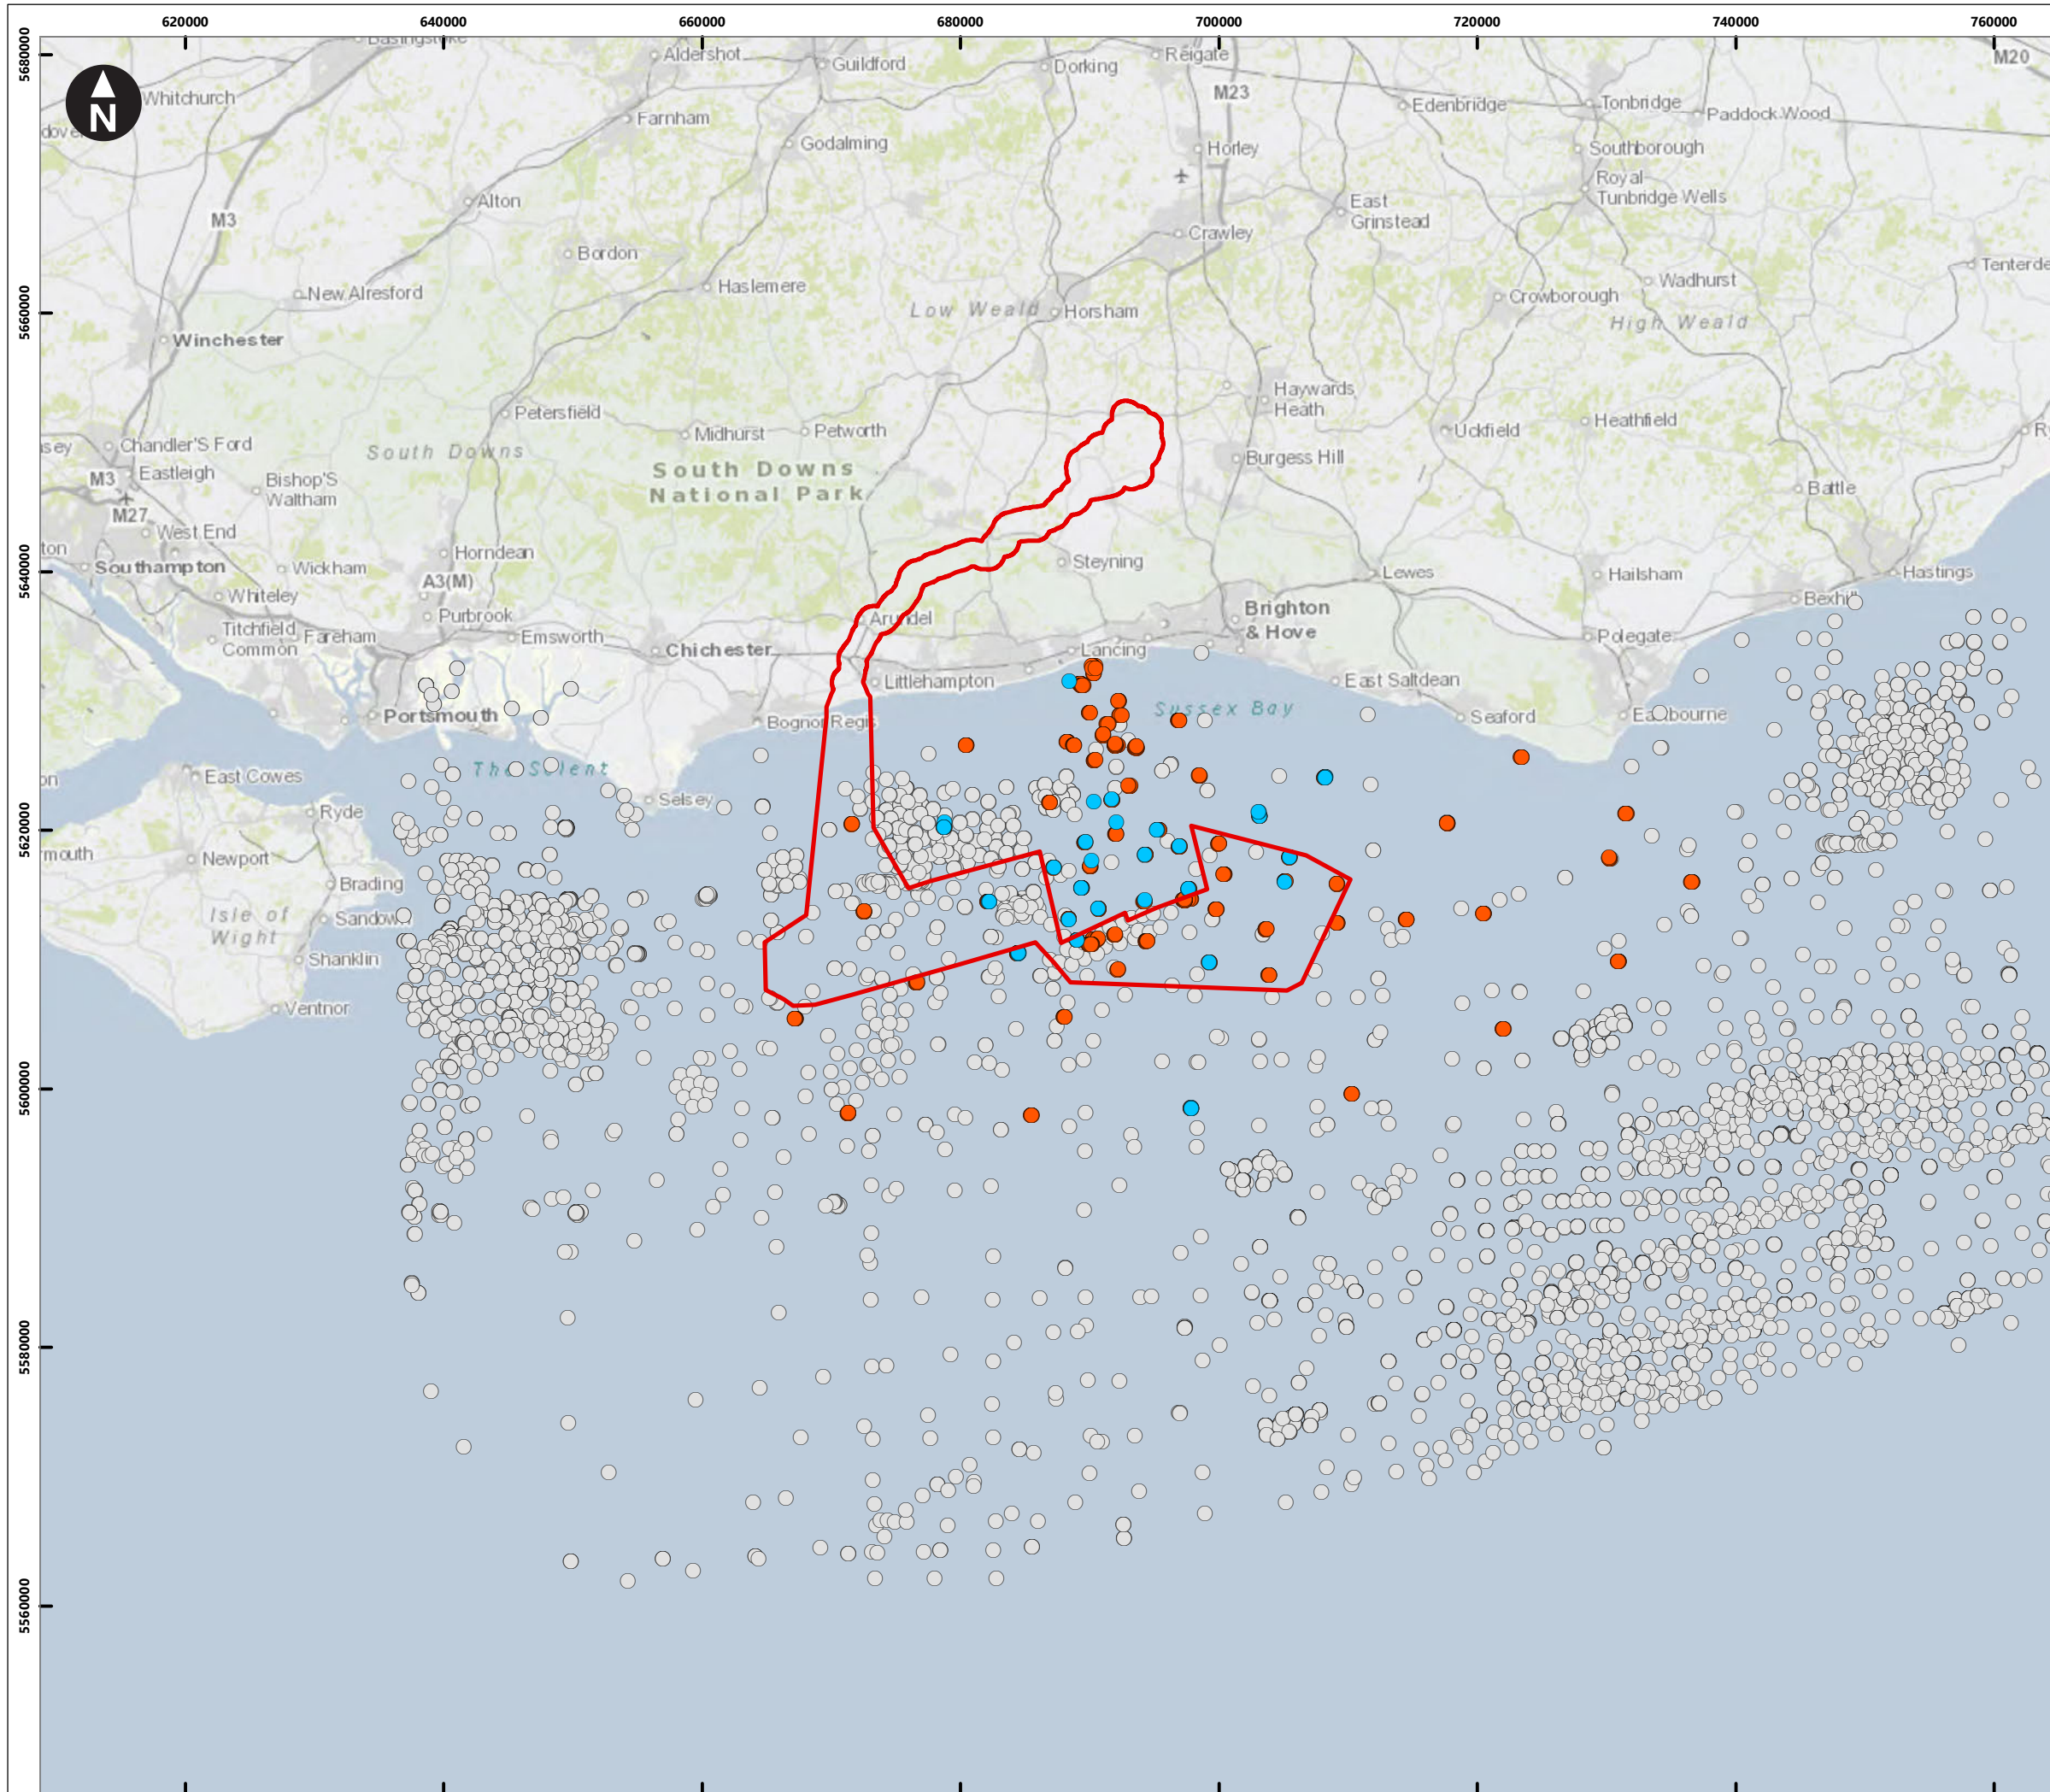 620000 640000 660000 680000 700000 720000 740000 760000
5680000
5660000
5640000
5620000
5600000
5580000
5560000
N
Basingstoke
Aldershot
Guildford
Dorking
Reigate
M20
Whitchurch
M23
Edenbridge
Tonbridge
Paddock Wood
Farnham
Godalming
Horley
Southborough
Royal
Tunbridge Wells
M3
Alton
East
Grinstead
Crawley
Bordon
New Alresford
Haslemere
Low Weald
Horsham
Crowborough
Wadhurst
Tenterde
High Weald
Winchester
Haywards
Heath
Petersfield
Midhurst
Petworth
Uckfield
Heathfield
Chandler'S Ford
South Downs
South Downs
National Park
Burgess Hill
M3
Eastleigh
Bishop'S
Waltham
Battle
M27
West End
Horndean
Steyning
Lewes
Hailsham
Hastings
Southampton
Wickham
A3(M)
Whiteley
Purbrook
Arundel
Brighton
& Hove
Bexhill
Titchfield
Common
Fareham
Emsworth
Chichester
Lancing
Polegate
Littlehampton
East Saltdean
Portsmouth
Bognor Regis
Sussex Bay
Seaford
Eastbourne
East Cowes
The Solent
Selsey
Ryde
Newport
Brading
Isle of
Wight
Sandown
Shanklin
Ventnor